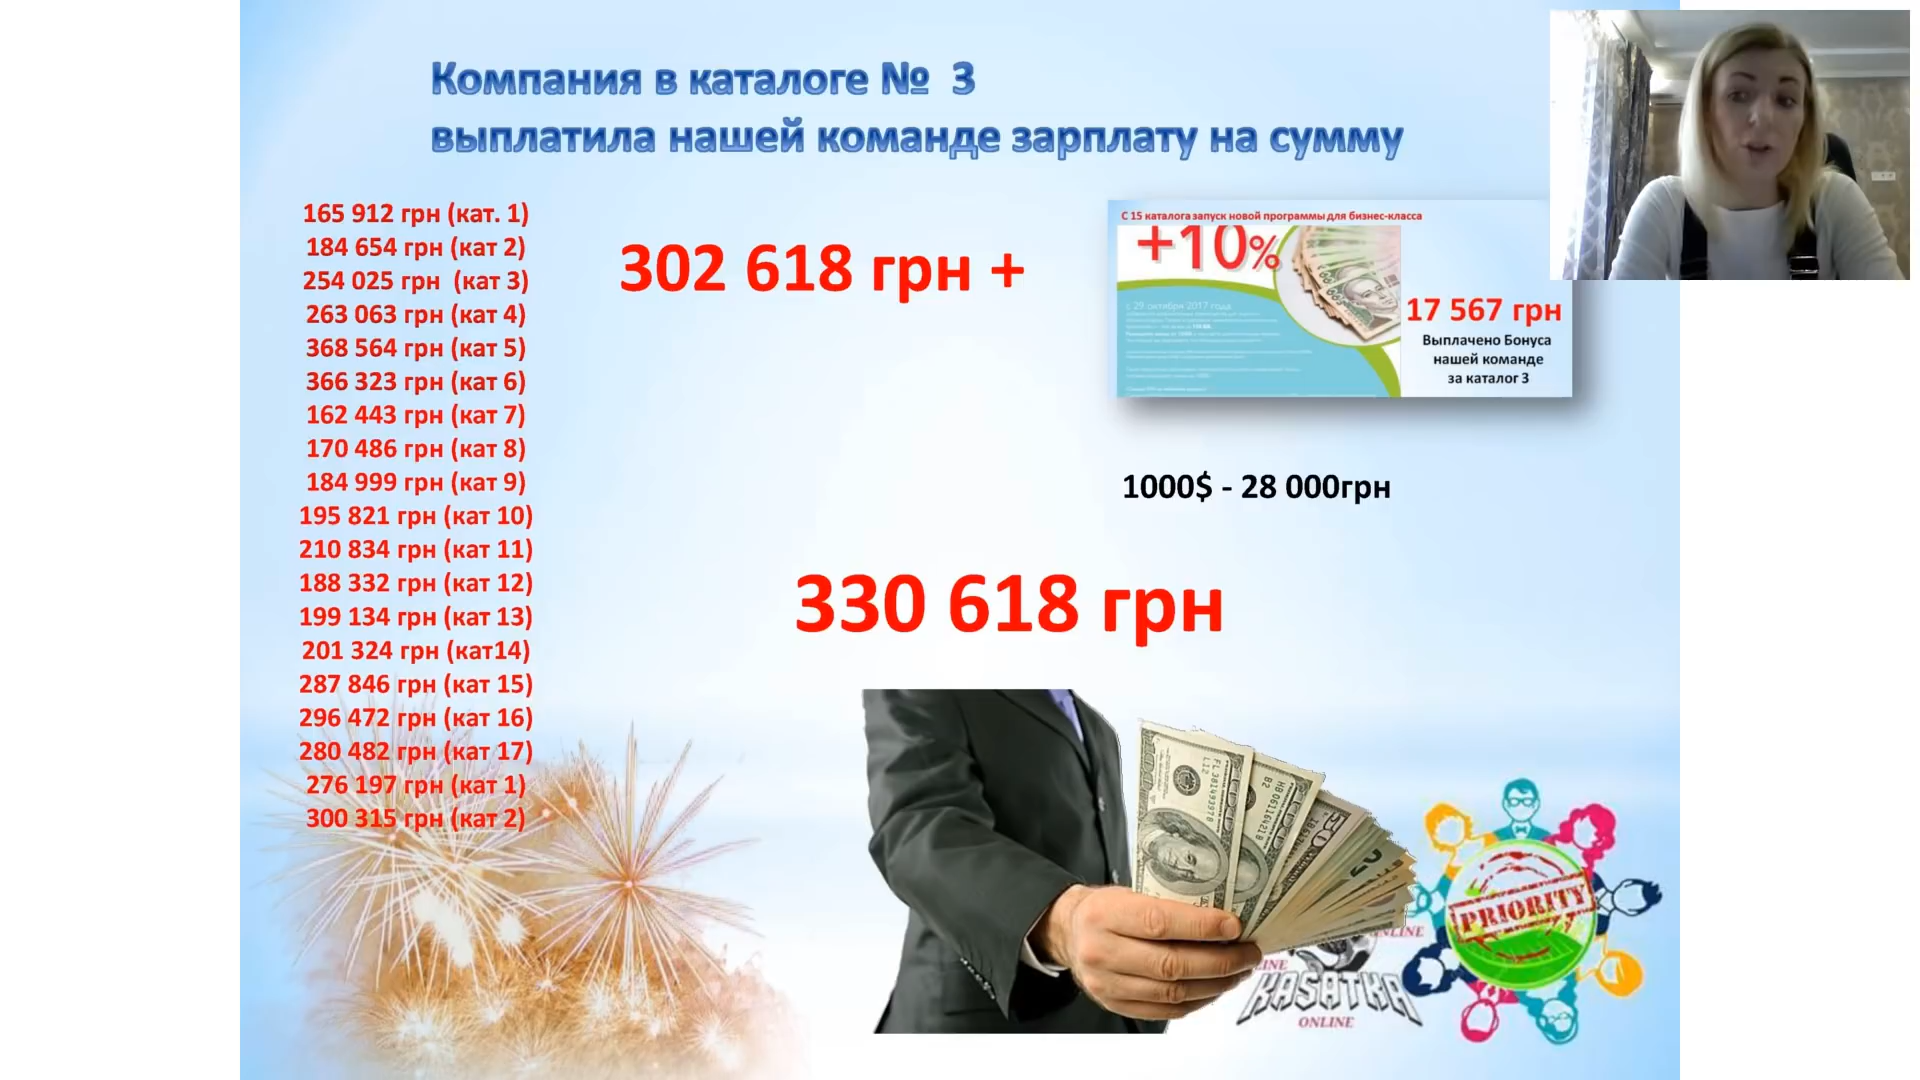 Компания в каталоге № 3
выплатила нашей команде зарплату на сумму
165 912 грн (кат. 1)
184 654 грн (кат 2)
254 025 грн (кат 3)
263 063 грн (кат 4)
368 564 грн (кат 5)
366 323 грн (кат 6)
162 443 грн (кат 7)
170 486 грн (кат 8)
184 999 грн (кат 9)
195 821 грн (кат 10)
210 834 грн (кат 11)
188 332 грн (кат 12)
199 134 грн (кат 13)
201 324 грн (кат14)
287 846 грн (кат 15)
296 472 грн (кат 16)
280 482 грн (кат 17)
276 197 грн (кат 1)
300 315 грн (кат 2)
302 618 грн +
С 15 каталога запуск новой программы для бизнес-класса
+10%
с 29 октября 2017 года
17 567 грн
Выплачено Бонуса
нашей команде
за каталог 3
1000$ - 28 000грн
330 618 грн
PRIORITY
KASATKA
ONLINE